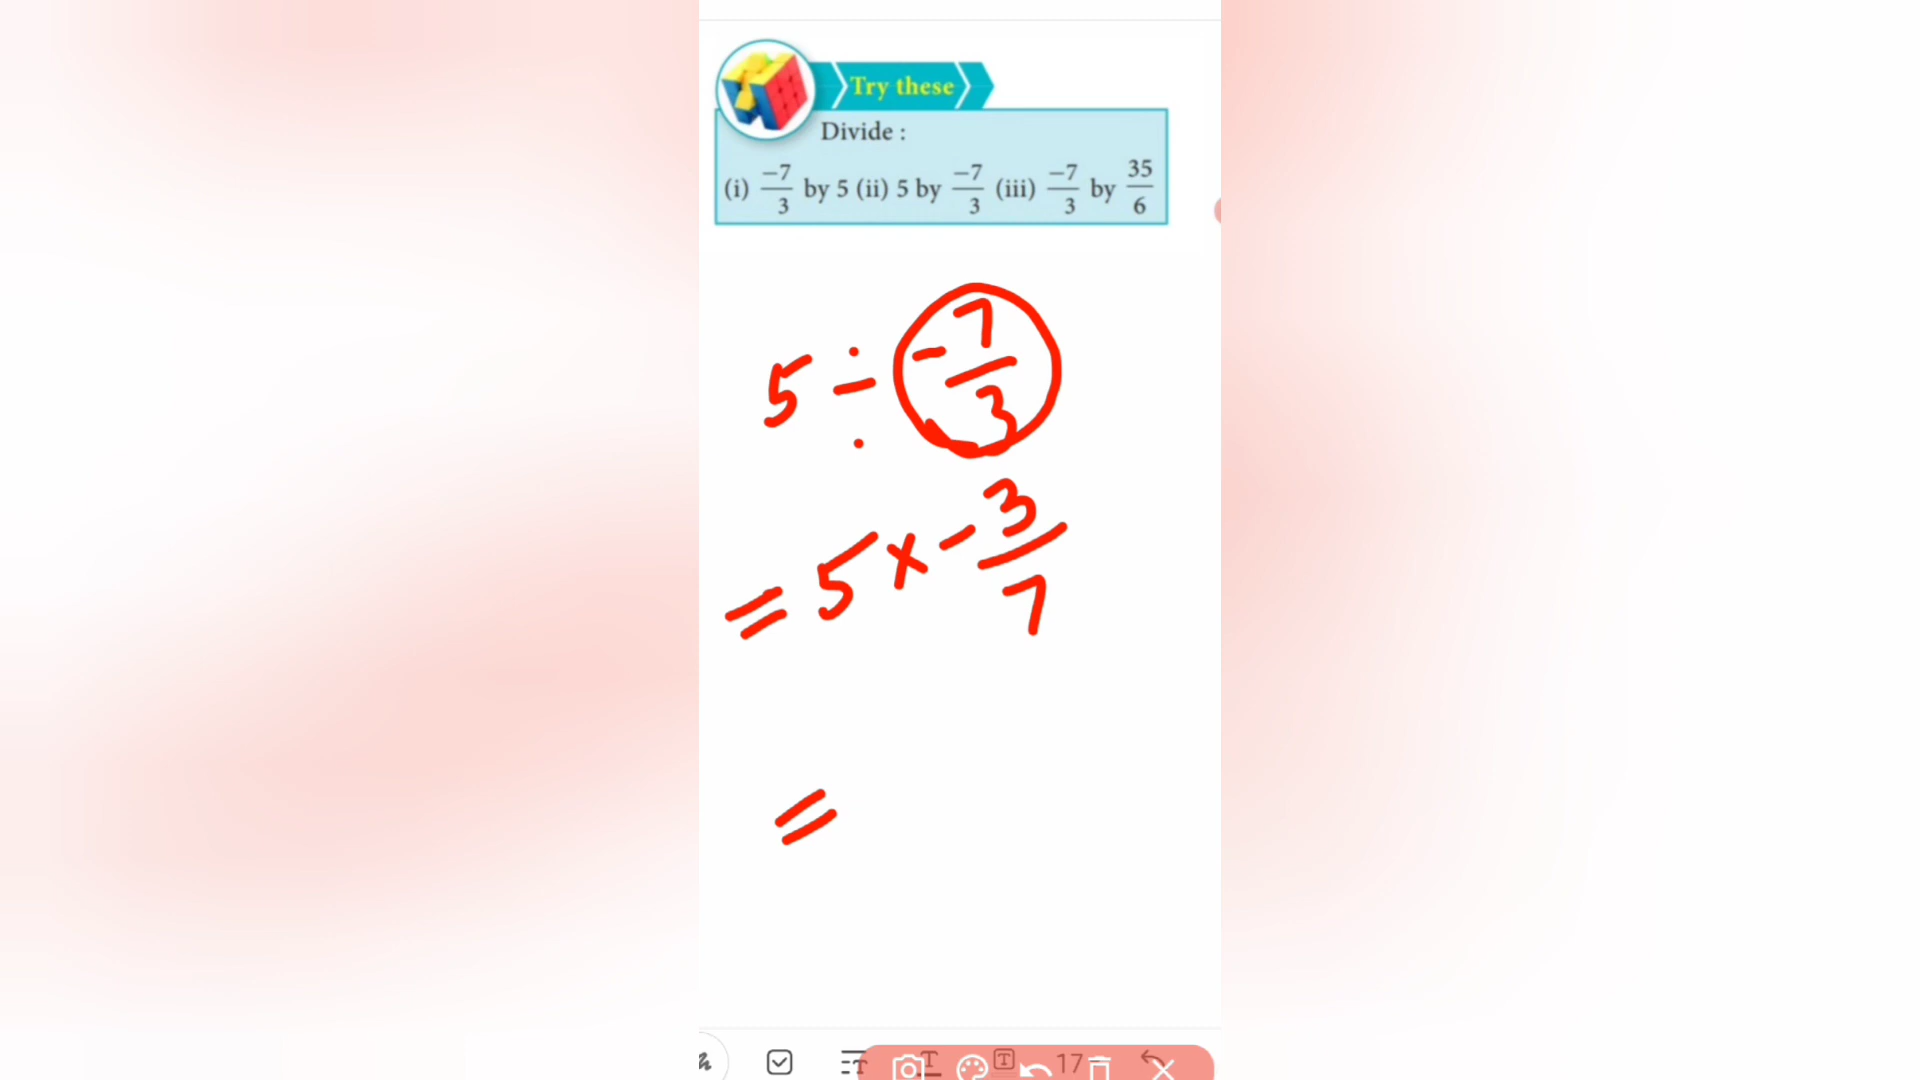 Try these
Divide :
(i) −7/3 by 5 (ii) 5 by −7/3 (iii) −7/3 by 35/6
5 ÷ -7/3
= 5 × -3/7
=
T T 17